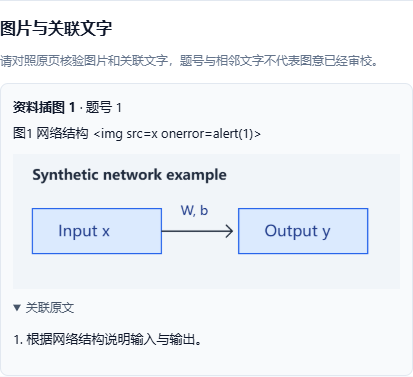 图片与关联文字
请对照原页核验图片和关联文字，题号与相邻文字不代表图意已经审校。
资料插图 1 · 题号 1
图1 网络结构 <img src=x onerror=alert(1)>
Synthetic network example
W, b
Input x
Output y
▼ 关联原文
1. 根据网络结构说明输入与输出。